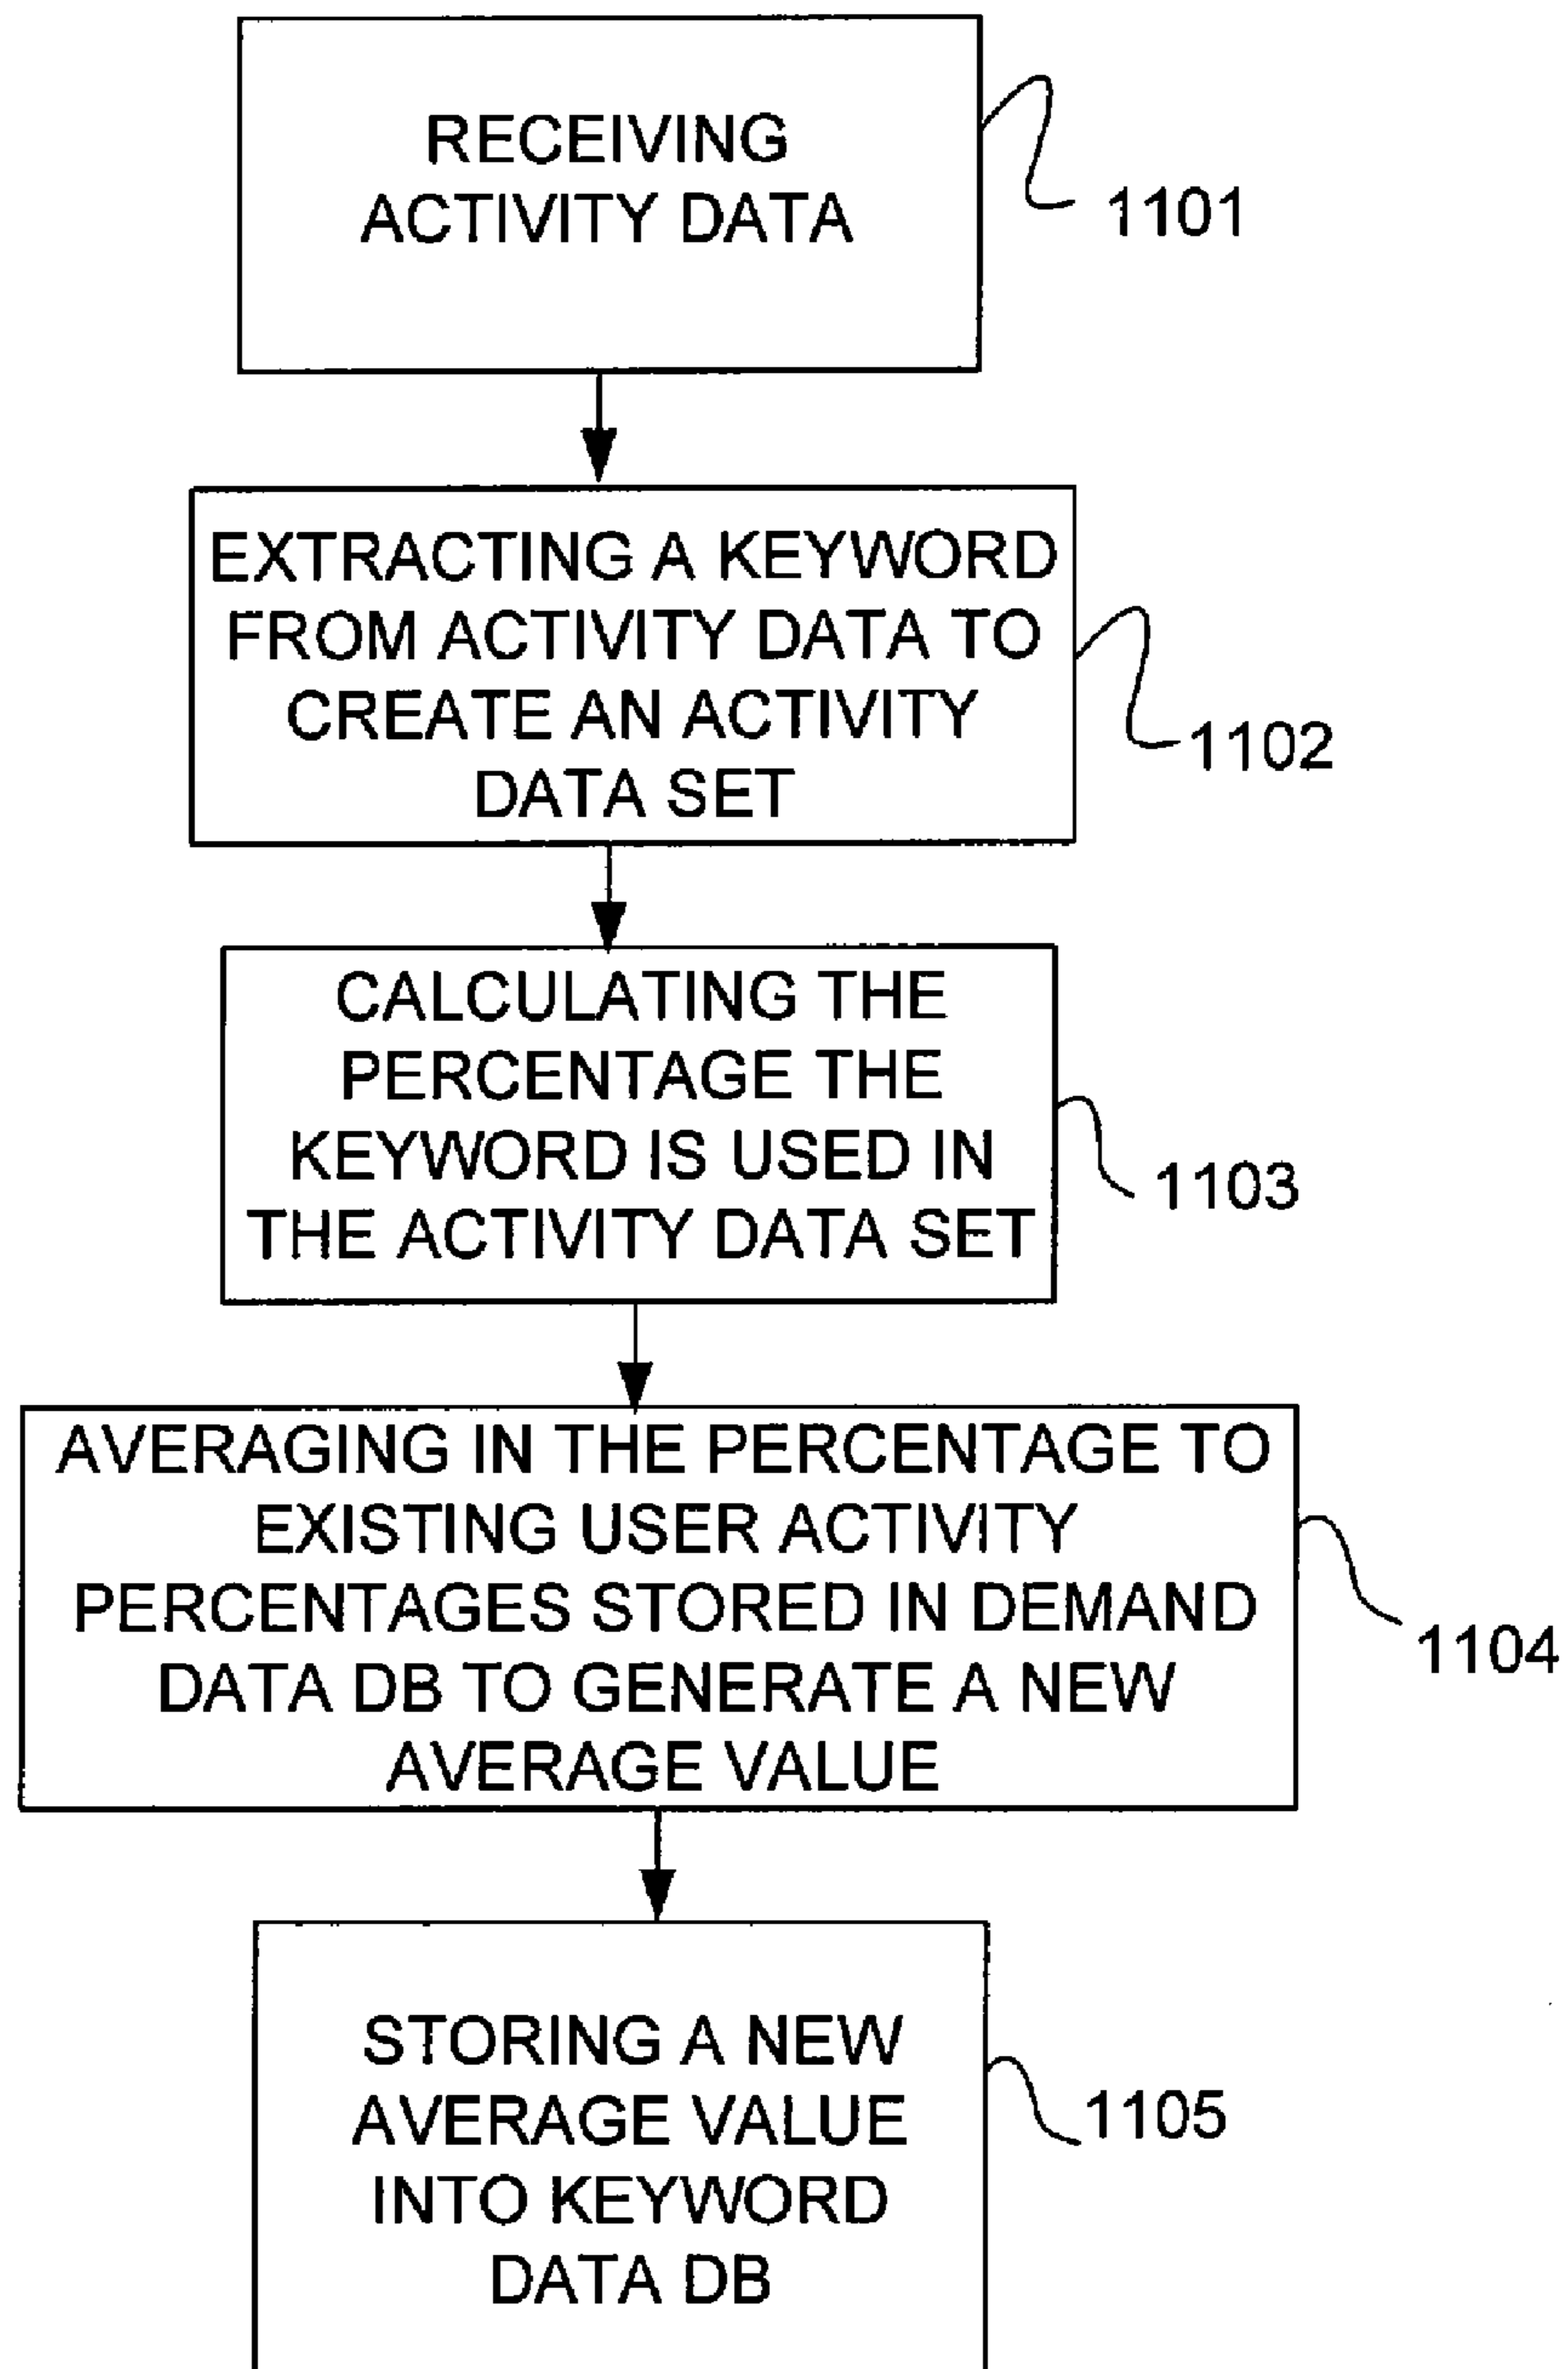 RECEIVING
ACTIVITY DATA
1101
EXTRACTING A KEYWORD
FROM ACTIVITY DATA TO
CREATE AN ACTIVITY
DATA SET
1102
CALCULATING THE
PERCENTAGE THE
KEYWORD IS USED IN
THE ACTIVITY DATA SET
1103
AVERAGING IN THE PERCENTAGE TO
EXISTING USER ACTIVITY
PERCENTAGES STORED IN DEMAND
DATA DB TO GENERATE A NEW
AVERAGE VALUE
1104
STORING A NEW
AVERAGE VALUE
INTO KEYWORD
DATA DB
1105